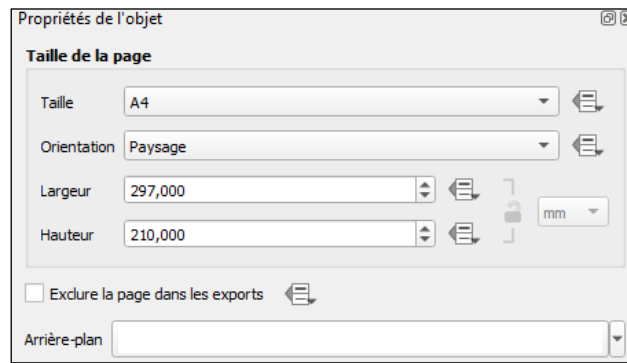 Propriétés de l'objet
Taille de la page
Taille A4
Orientation Paysage
Largeur 297,000
mm
Hauteur 210,000
Exclure la page dans les exports
Arrière-plan